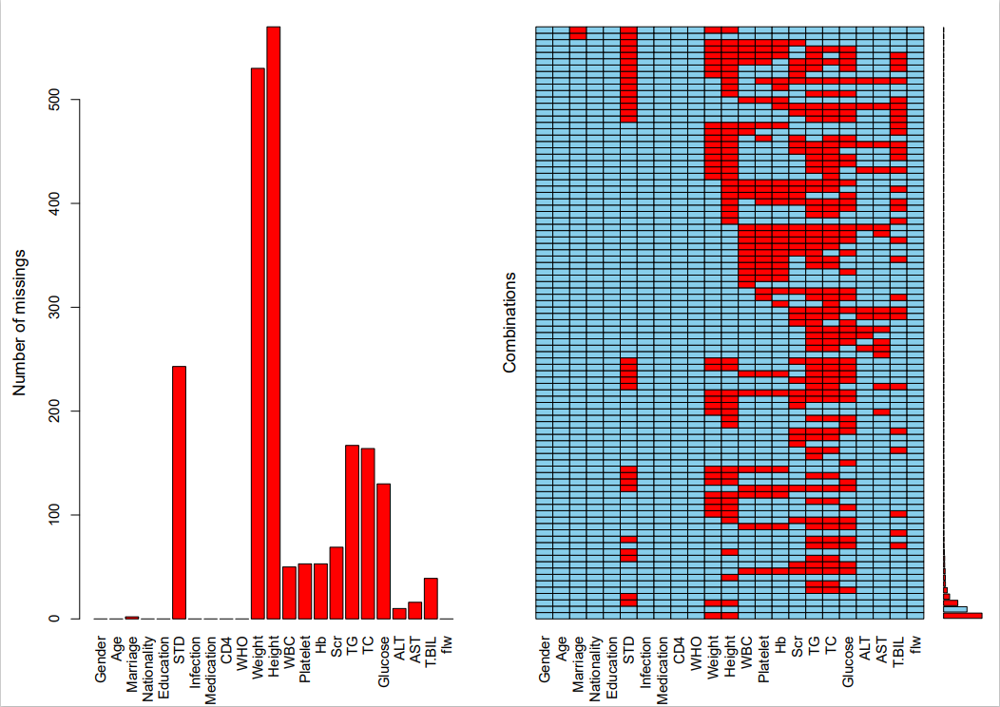 Number of missings
0
100
200
300
400
500
Gender
Age
Marriage
Nationality
Education
STD
Infection
Medication
CD4
WHO
Weight
Height
WBC
Platelet
Hb
Scr
TG
TC
Glucose
ALT
AST
T.BIL
flw
Combinations
Gender
Age
Marriage
Nationality
Education
STD
Infection
Medication
CD4
WHO
Weight
Height
WBC
Platelet
Hb
Scr
TG
TC
Glucose
ALT
AST
T.BIL
flw